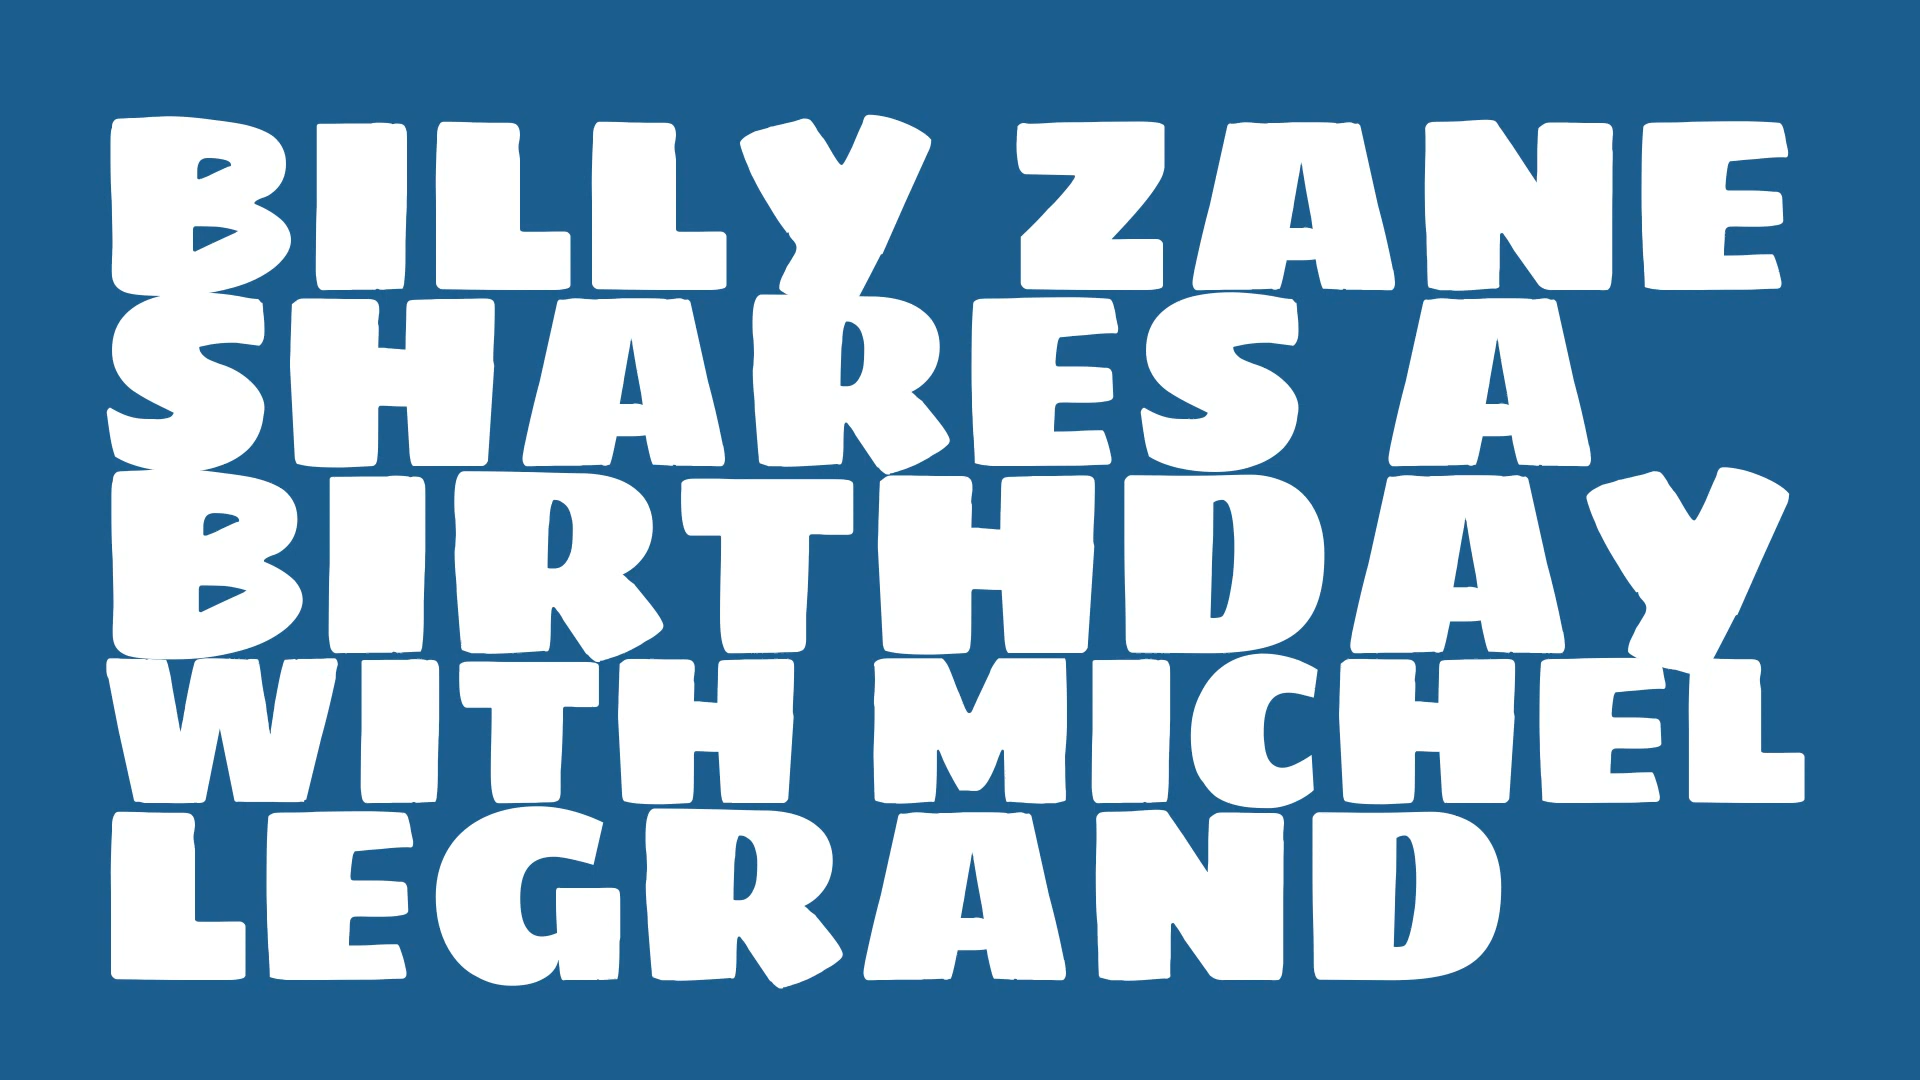 BILLY ZANE
SHARES A
BIRTHDAY
WITH MICHEL
LEGRAND